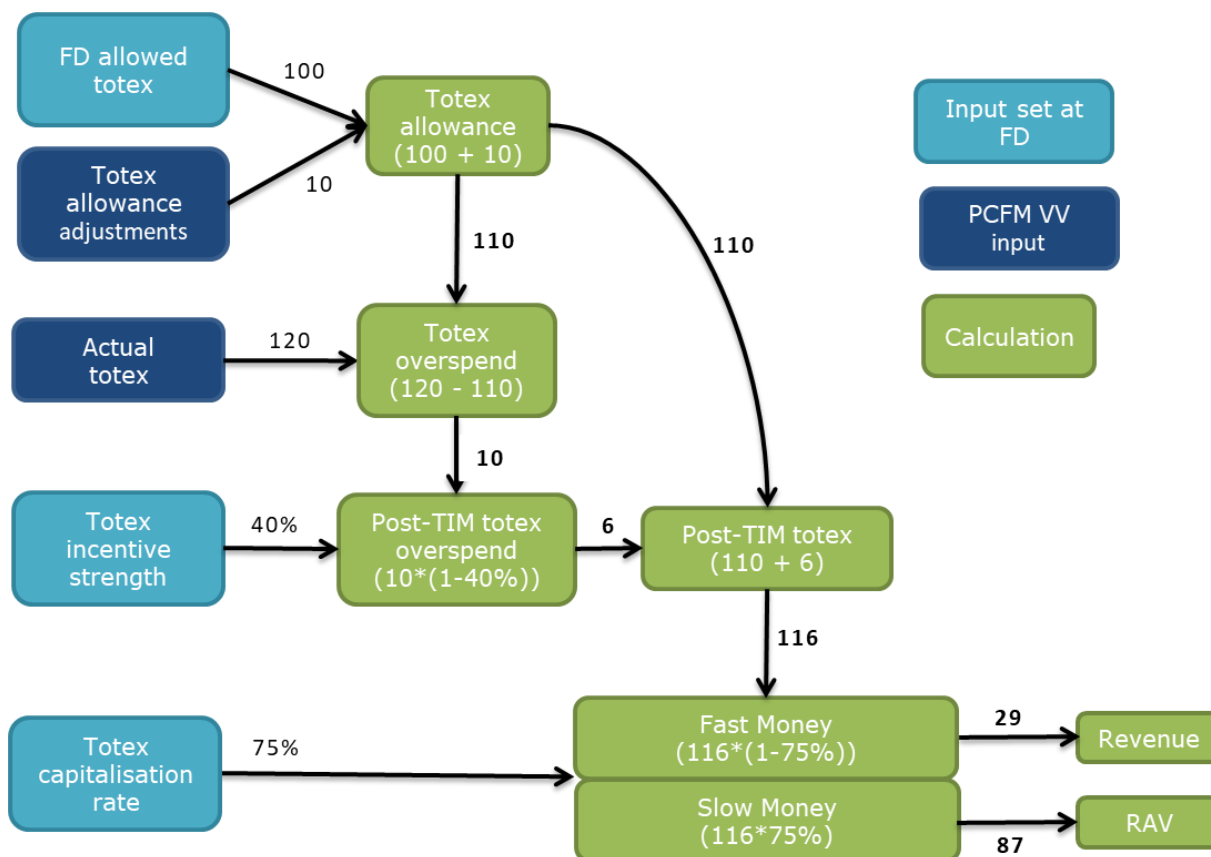 FD allowed
totex
100
Totex
allowance
(100 + 10)
Input set at
FD
Totex
allowance
adjustments
10
PCFM VV
input
110
110
Actual
totex
120
Totex
overspend
(120 - 110)
Calculation
10
Totex
incentive
strength
40%
Post-TIM totex
overspend
(10*(1-40%))
6
Post-TIM totex
(110 + 6)
116
Totex
capitalisation
rate
75%
Fast Money
(116*(1-75%))
29
Revenue
Slow Money
(116*75%)
87
RAV